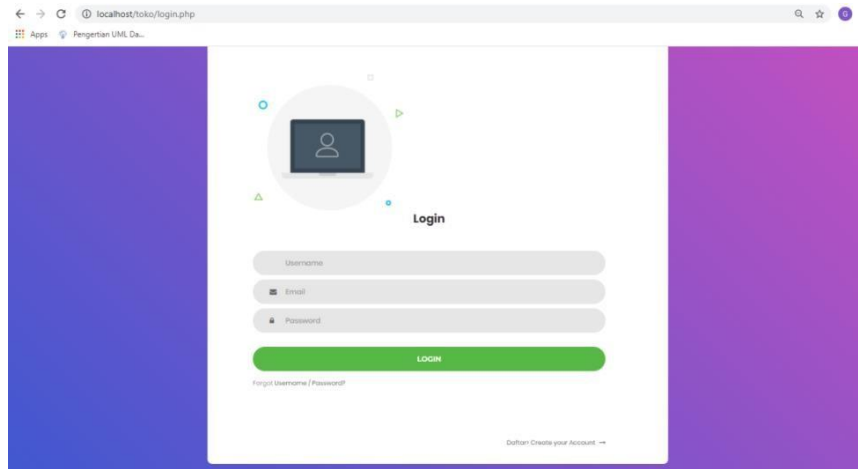 localhost/toko/login.php
G
Apps Pengertian UML Da...
Login
Username
Email
Password
LOGIN
Forgot Username / Password?
Daftar! Create your Account →